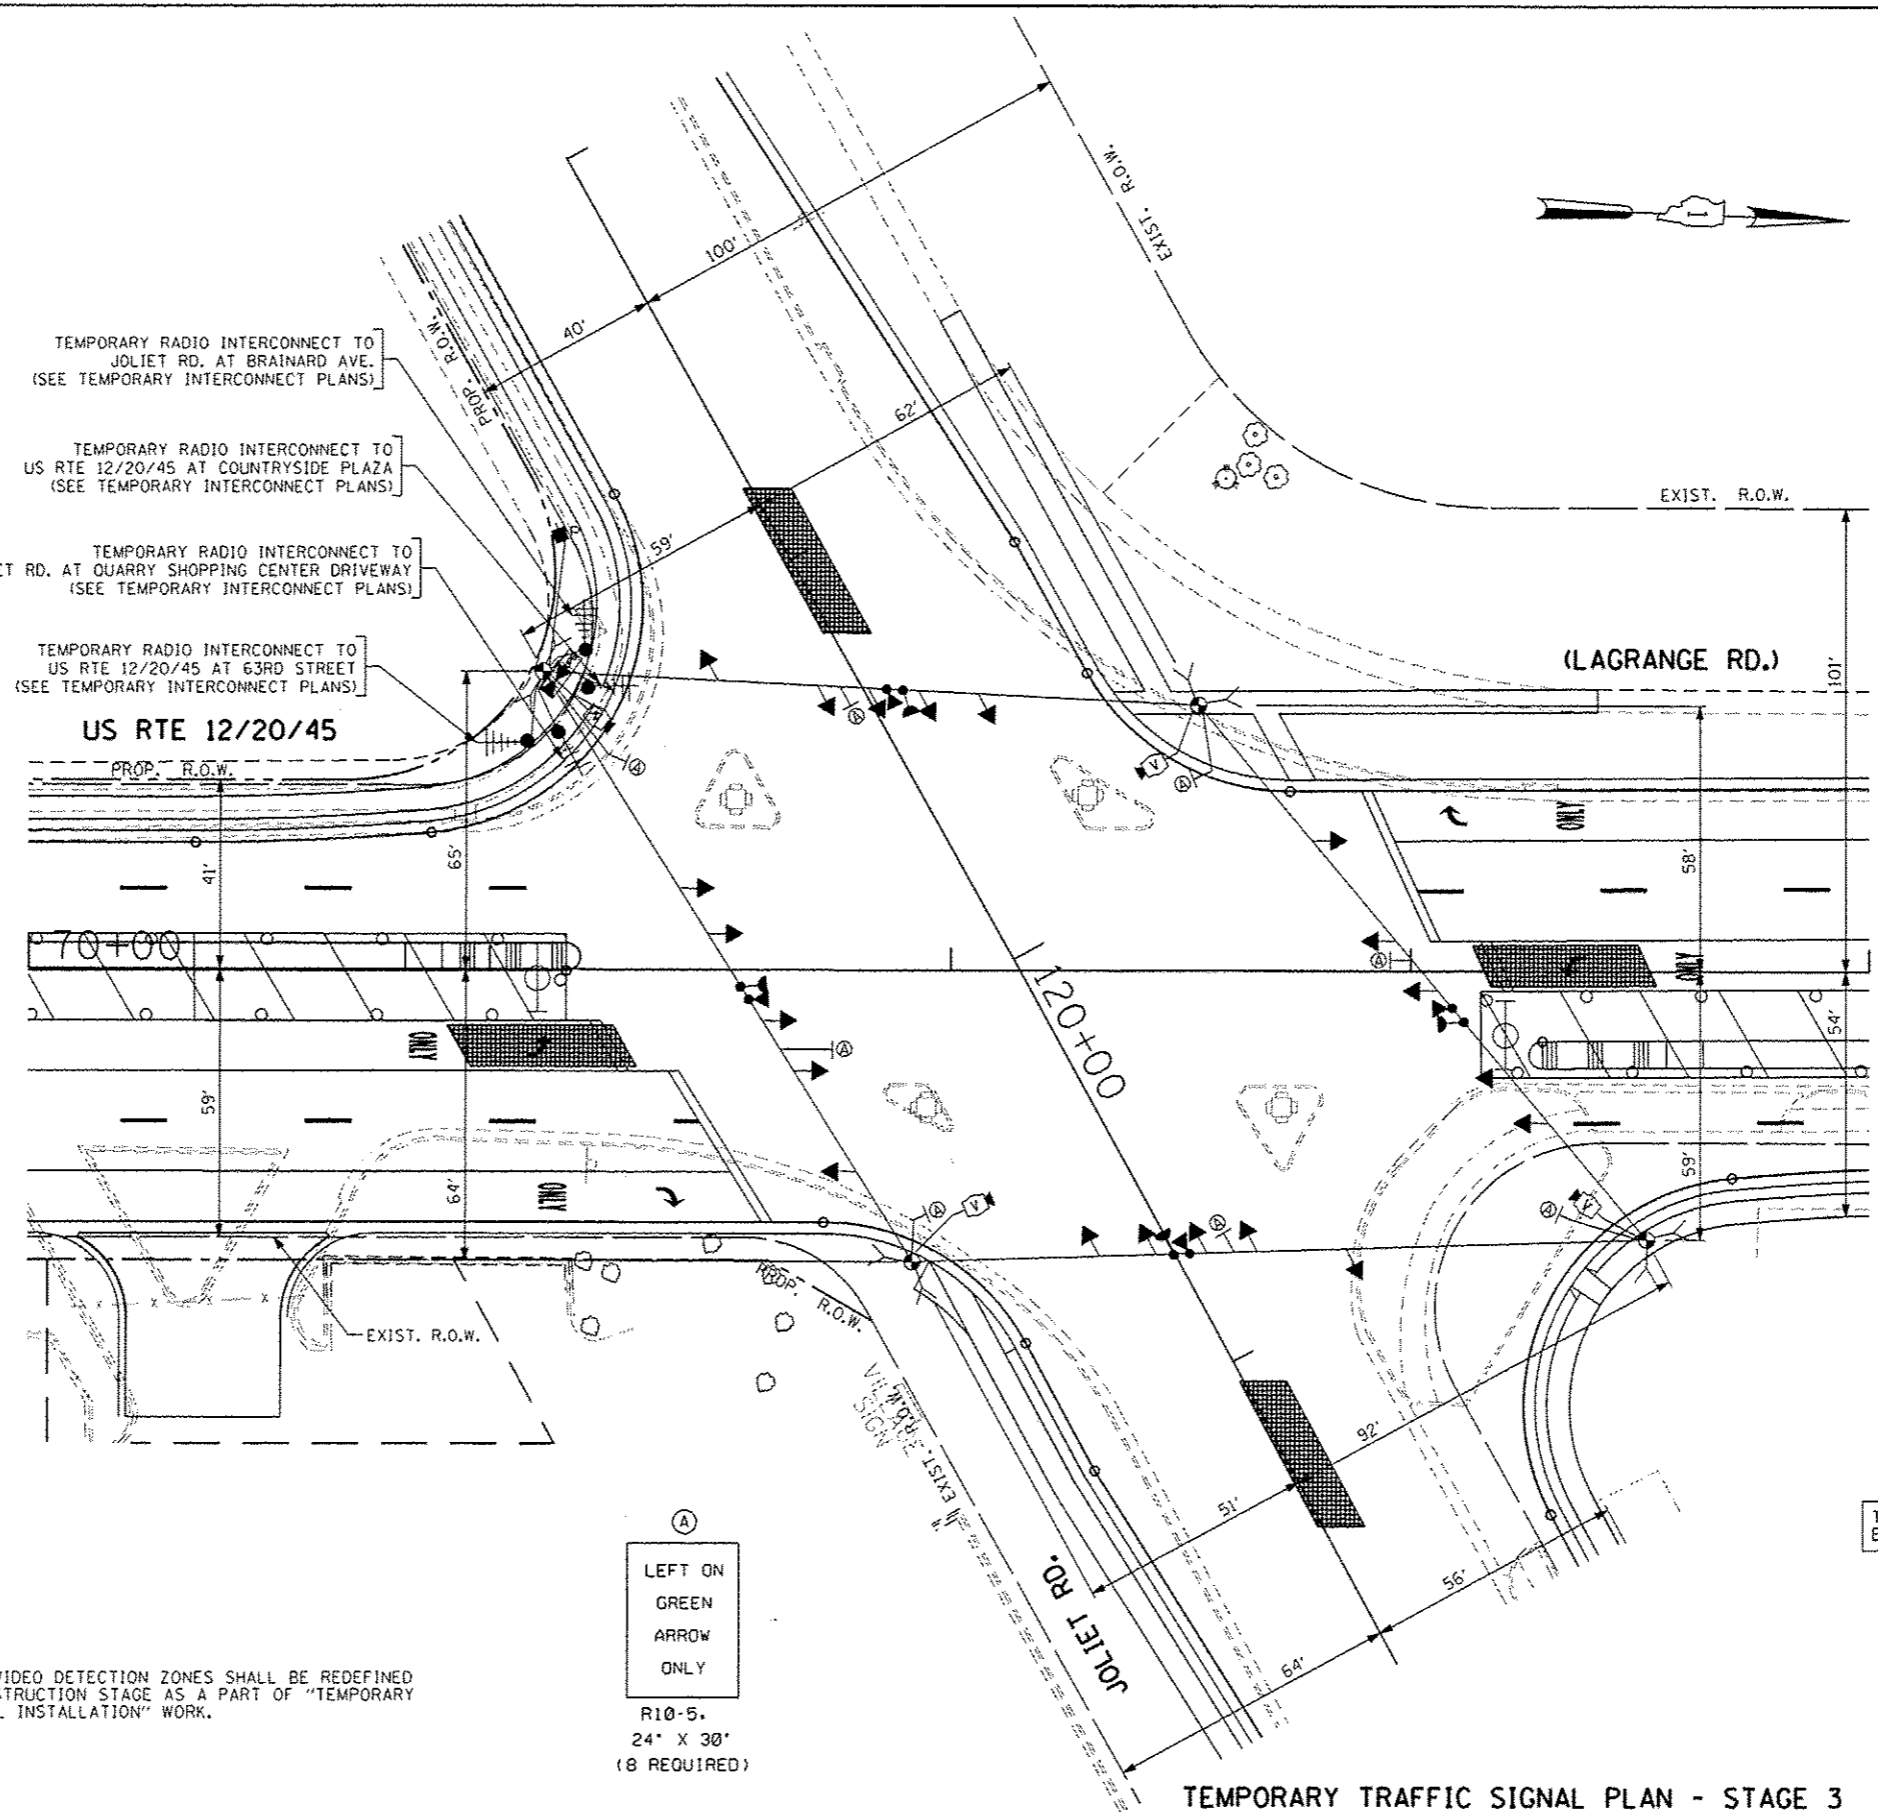 EXIST. R.O.W.
100'
40'
PROP. R.O.W.
62'
59'
TEMPORARY RADIO INTERCONNECT TO
JOLIET RD. AT BRAINARD AVE.
(SEE TEMPORARY INTERCONNECT PLANS)
TEMPORARY RADIO INTERCONNECT TO
US RTE 12/20/45 AT COUNTRYSIDE PLAZA
(SEE TEMPORARY INTERCONNECT PLANS)
TEMPORARY RADIO INTERCONNECT TO
ET RD. AT QUARRY SHOPPING CENTER DRIVEWAY
(SEE TEMPORARY INTERCONNECT PLANS)
TEMPORARY RADIO INTERCONNECT TO
US RTE 12/20/45 AT 63RD STREET
(SEE TEMPORARY INTERCONNECT PLANS)
EXIST. R.O.W.
(LAGRANGE RD.)
101'
US RTE 12/20/45
PROP. R.O.W.
A
A
A
V
ONLY
41'
65'
58'
70+00
A
ONLY
120+00
54'
ONLY
A
59'
64'
59'
ONLY
A
V
A
A
V
PROP. R.O.W.
EXIST. R.O.W.
VILLAGE
SIGN
EXIST. R.O.W.
92'
51'
56'
64'
JOLIET RD.
A
LEFT ON
GREEN
ARROW
ONLY
R10-5,
24" X 30"
(8 REQUIRED)
VIDEO DETECTION ZONES SHALL BE REDEFINED
STRUCTION STAGE AS A PART OF "TEMPORARY
L INSTALLATION" WORK.
TEMPORARY TRAFFIC SIGNAL PLAN - STAGE 3